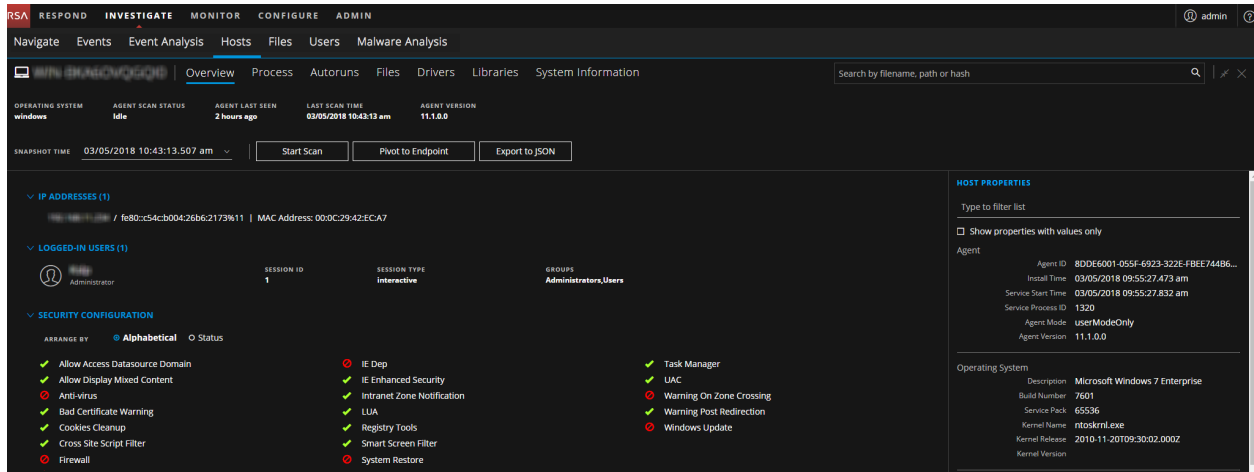 RSA RESPOND INVESTIGATE MONITOR CONFIGURE ADMIN admin
Navigate Events Event Analysis Hosts Files Users Malware Analysis
Overview Process Autoruns Files Drivers Libraries System Information Search by filename, path or hash
OPERATING SYSTEM AGENT SCAN STATUS AGENT LAST SEEN LAST SCAN TIME AGENT VERSION
windows Idle 2 hours ago 03/05/2018 10:43:13 am 11.1.0.0
SNAPSHOT TIME 03/05/2018 10:43:13.507 am Start Scan Pivot to Endpoint Export to JSON
IP ADDRESSES (1)
/ fe80::c54c:b004:26b6:2173%11 | MAC Address: 00:0C:29:42:EC:A7
LOGGED-IN USERS (1)
SESSION ID SESSION TYPE GROUPS
Administrator 1 interactive Administrators,Users
SECURITY CONFIGURATION
ARRANGE BY Alphabetical Status
Allow Access Datasource Domain IE Dep Task Manager
Allow Display Mixed Content IE Enhanced Security UAC
Anti-virus Intranet Zone Notification Warning On Zone Crossing
Bad Certificate Warning LUA Warning Post Redirection
Cookies Cleanup Registry Tools Windows Update
Cross Site Script Filter Smart Screen Filter
Firewall System Restore
HOST PROPERTIES
Type to filter list
Show properties with values only
Agent
Agent ID 8DDE6001-055F-6923-322E-FBEE744B6...
Install Time 03/05/2018 09:55:27.473 am
Service Start Time 03/05/2018 09:55:27.832 am
Service Process ID 1320
Agent Mode userModeOnly
Agent Version 11.1.0.0
Operating System
Description Microsoft Windows 7 Enterprise
Build Number 7601
Service Pack 65536
Kernel Name ntoskrnl.exe
Kernel Release 2010-11-20T09:30:02.000Z
Kernel Version